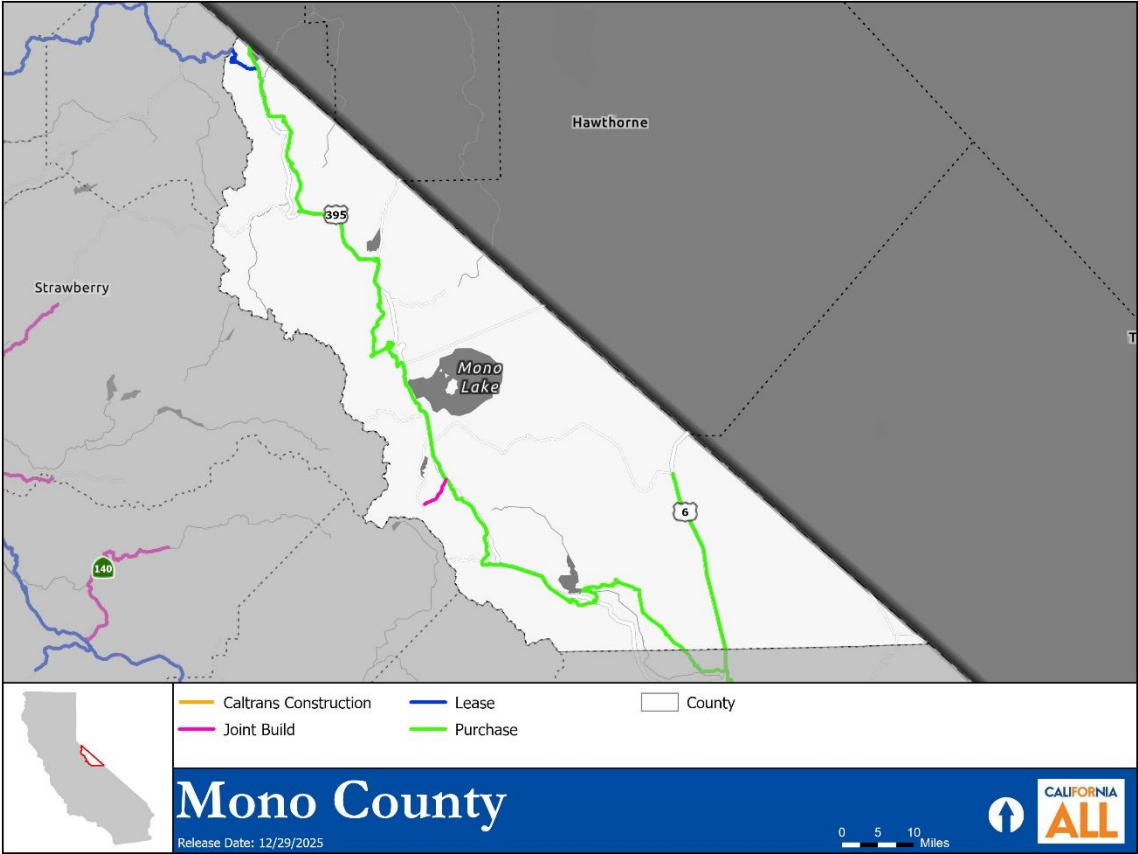 Hawthorne
395
Strawberry
T
Mono
Lake
6
140
Caltrans Construction
Lease
County
Joint Build
Purchase
Mono County
Release Date: 12/29/2025
0 5 10
Miles
CALIFORNIA
ALL